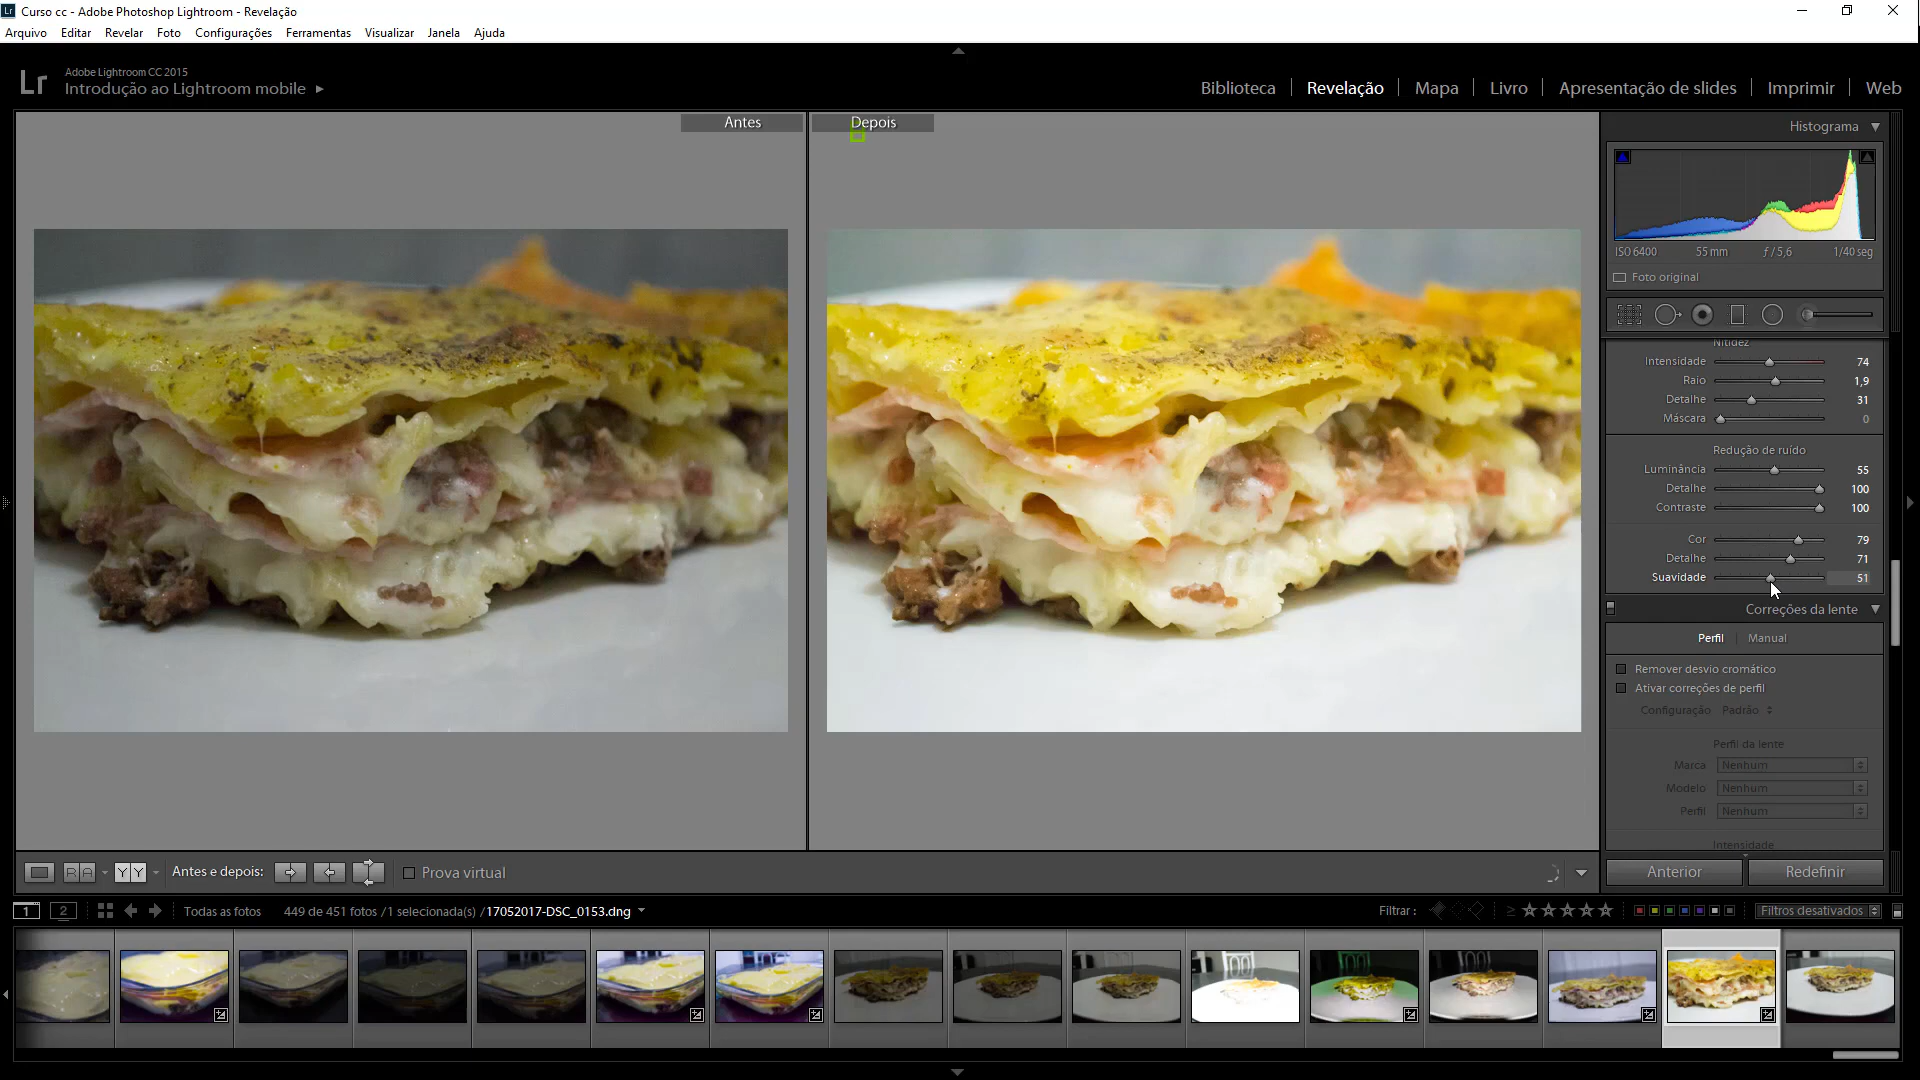 Lr Curso cc - Adobe Photoshop Lightroom - Revelação
Arquivo Editar Revelar Foto Configurações Ferramentas Visualizar Janela Ajuda
Lr Adobe Lightroom CC 2015
Introdução ao Lightroom mobile
Biblioteca Revelação Mapa Livro Apresentação de slides Imprimir Web
Antes
Depois
Histograma
ISO 6400 55 mm ƒ / 5,6 1/40 seg
Foto original
Nitidez
Intensidade 74
Raio 1,9
Detalhe 31
Máscara 0
Redução de ruído
Luminância 55
Detalhe 100
Contraste 100
Cor 79
Detalhe 71
Suavidade 51
Correções da lente
Perfil Manual
Remover desvio cromático
Ativar correções de perfil
Configuração Padrão
Perfil da lente
Marca Nenhum
Modelo Nenhum
Perfil Nenhum
Intensidade
Anterior Redefinir
R A Y Y Antes e depois: Prova virtual
1 2 Todas as fotos 449 de 451 fotos /1 selecionada(s) /17052017-DSC_0153.dng Filtrar : ≥ Filtros desativados